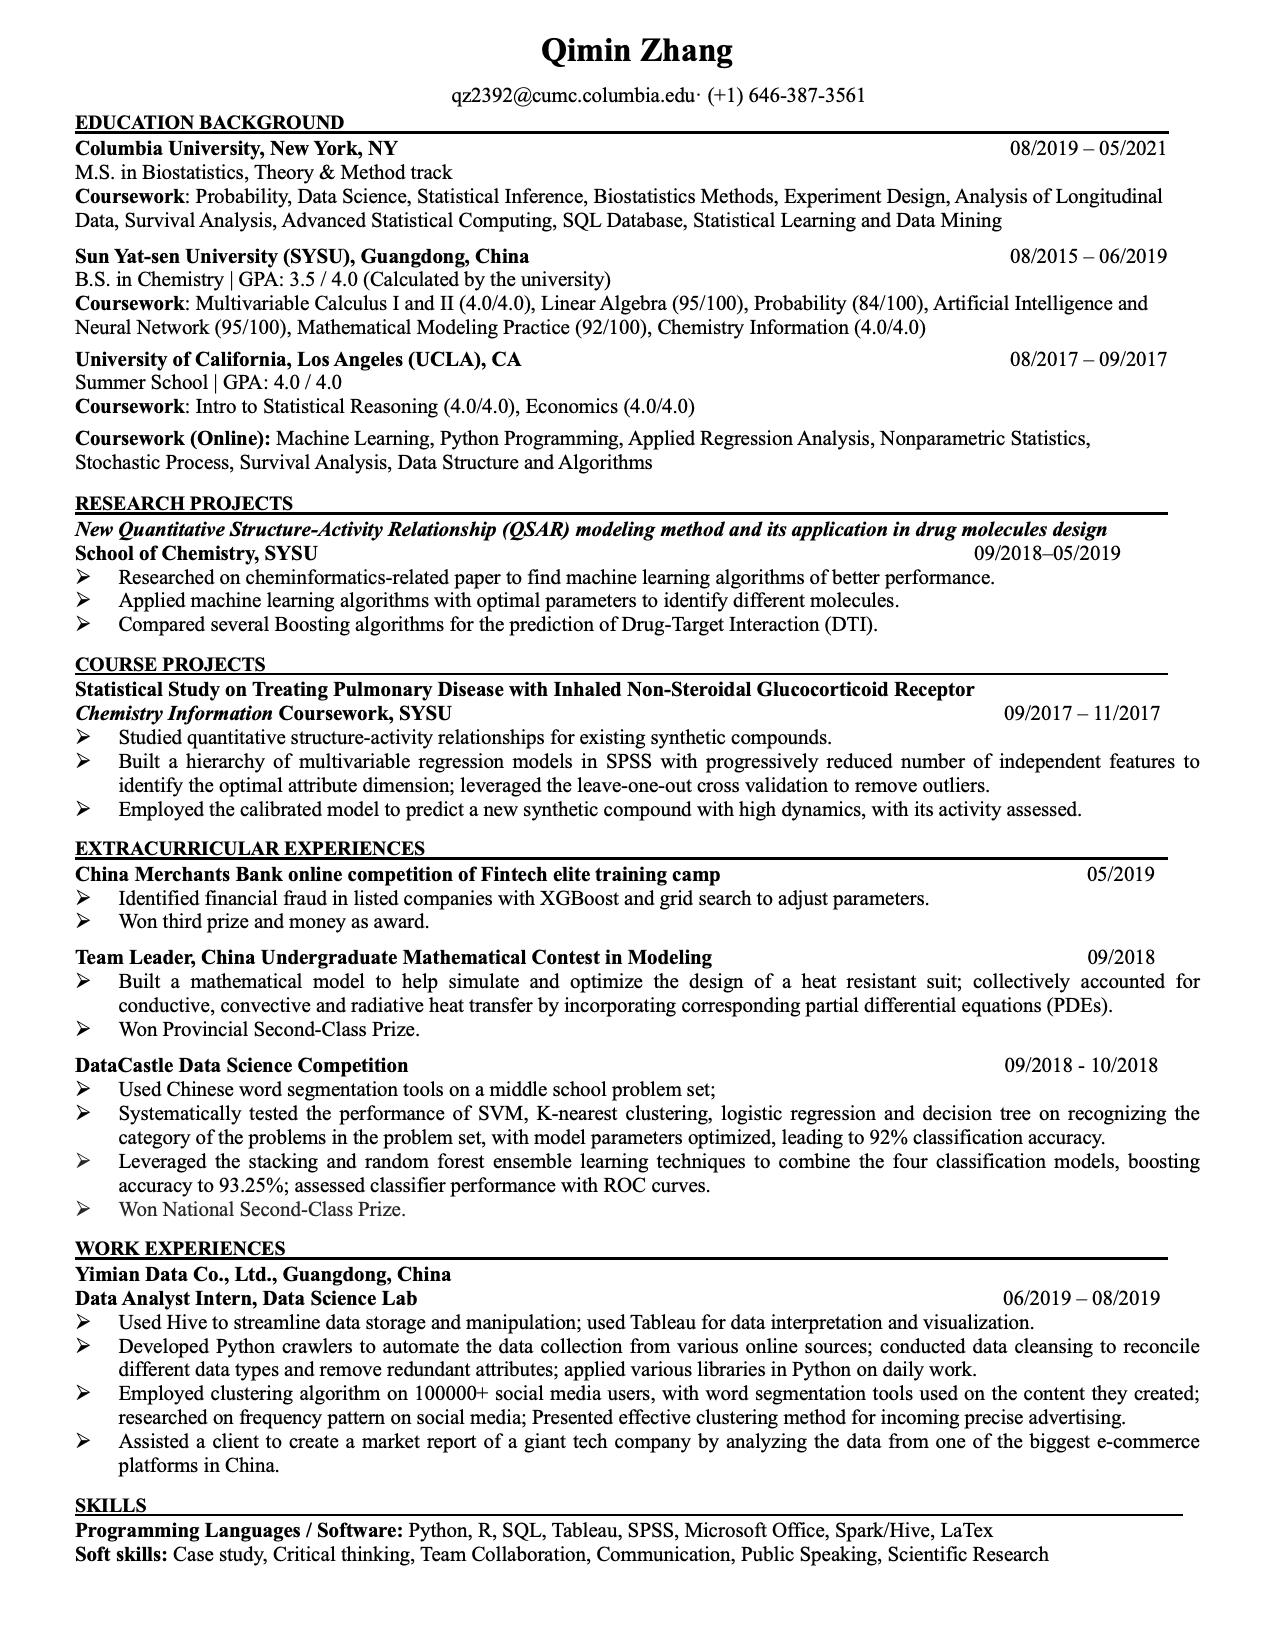 Qimin Zhang
qz2392@cumc.columbia.edu· (+1) 646-387-3561
EDUCATION BACKGROUND
Columbia University, New York, NY 08/2019 – 05/2021
M.S. in Biostatistics, Theory & Method track
Coursework: Probability, Data Science, Statistical Inference, Biostatistics Methods, Experiment Design, Analysis of Longitudinal
Data, Survival Analysis, Advanced Statistical Computing, SQL Database, Statistical Learning and Data Mining
Sun Yat-sen University (SYSU), Guangdong, China 08/2015 – 06/2019
B.S. in Chemistry | GPA: 3.5 / 4.0 (Calculated by the university)
Coursework: Multivariable Calculus I and II (4.0/4.0), Linear Algebra (95/100), Probability (84/100), Artificial Intelligence and
Neural Network (95/100), Mathematical Modeling Practice (92/100), Chemistry Information (4.0/4.0)
University of California, Los Angeles (UCLA), CA 08/2017 – 09/2017
Summer School | GPA: 4.0 / 4.0
Coursework: Intro to Statistical Reasoning (4.0/4.0), Economics (4.0/4.0)
Coursework (Online): Machine Learning, Python Programming, Applied Regression Analysis, Nonparametric Statistics,
Stochastic Process, Survival Analysis, Data Structure and Algorithms
RESEARCH PROJECTS
New Quantitative Structure-Activity Relationship (QSAR) modeling method and its application in drug molecules design
School of Chemistry, SYSU 09/2018–05/2019
➢ Researched on cheminformatics-related paper to find machine learning algorithms of better performance.
➢ Applied machine learning algorithms with optimal parameters to identify different molecules.
➢ Compared several Boosting algorithms for the prediction of Drug-Target Interaction (DTI).
COURSE PROJECTS
Statistical Study on Treating Pulmonary Disease with Inhaled Non-Steroidal Glucocorticoid Receptor
Chemistry Information Coursework, SYSU 09/2017 – 11/2017
➢ Studied quantitative structure-activity relationships for existing synthetic compounds.
➢ Built a hierarchy of multivariable regression models in SPSS with progressively reduced number of independent features to
identify the optimal attribute dimension; leveraged the leave-one-out cross validation to remove outliers.
➢ Employed the calibrated model to predict a new synthetic compound with high dynamics, with its activity assessed.
EXTRACURRICULAR EXPERIENCES
China Merchants Bank online competition of Fintech elite training camp 05/2019
➢ Identified financial fraud in listed companies with XGBoost and grid search to adjust parameters.
➢ Won third prize and money as award.
Team Leader, China Undergraduate Mathematical Contest in Modeling 09/2018
➢ Built a mathematical model to help simulate and optimize the design of a heat resistant suit; collectively accounted for
conductive, convective and radiative heat transfer by incorporating corresponding partial differential equations (PDEs).
➢ Won Provincial Second-Class Prize.
DataCastle Data Science Competition 09/2018 - 10/2018
➢ Used Chinese word segmentation tools on a middle school problem set;
➢ Systematically tested the performance of SVM, K-nearest clustering, logistic regression and decision tree on recognizing the
category of the problems in the problem set, with model parameters optimized, leading to 92% classification accuracy.
➢ Leveraged the stacking and random forest ensemble learning techniques to combine the four classification models, boosting
accuracy to 93.25%; assessed classifier performance with ROC curves.
➢ Won National Second-Class Prize.
WORK EXPERIENCES
Yimian Data Co., Ltd., Guangdong, China
Data Analyst Intern, Data Science Lab 06/2019 – 08/2019
➢ Used Hive to streamline data storage and manipulation; used Tableau for data interpretation and visualization.
➢ Developed Python crawlers to automate the data collection from various online sources; conducted data cleansing to reconcile
different data types and remove redundant attributes; applied various libraries in Python on daily work.
➢ Employed clustering algorithm on 100000+ social media users, with word segmentation tools used on the content they created;
researched on frequency pattern on social media; Presented effective clustering method for incoming precise advertising.
➢ Assisted a client to create a market report of a giant tech company by analyzing the data from one of the biggest e-commerce
platforms in China.
SKILLS
Programming Languages / Software: Python, R, SQL, Tableau, SPSS, Microsoft Office, Spark/Hive, LaTex
Soft skills: Case study, Critical thinking, Team Collaboration, Communication, Public Speaking, Scientific Research